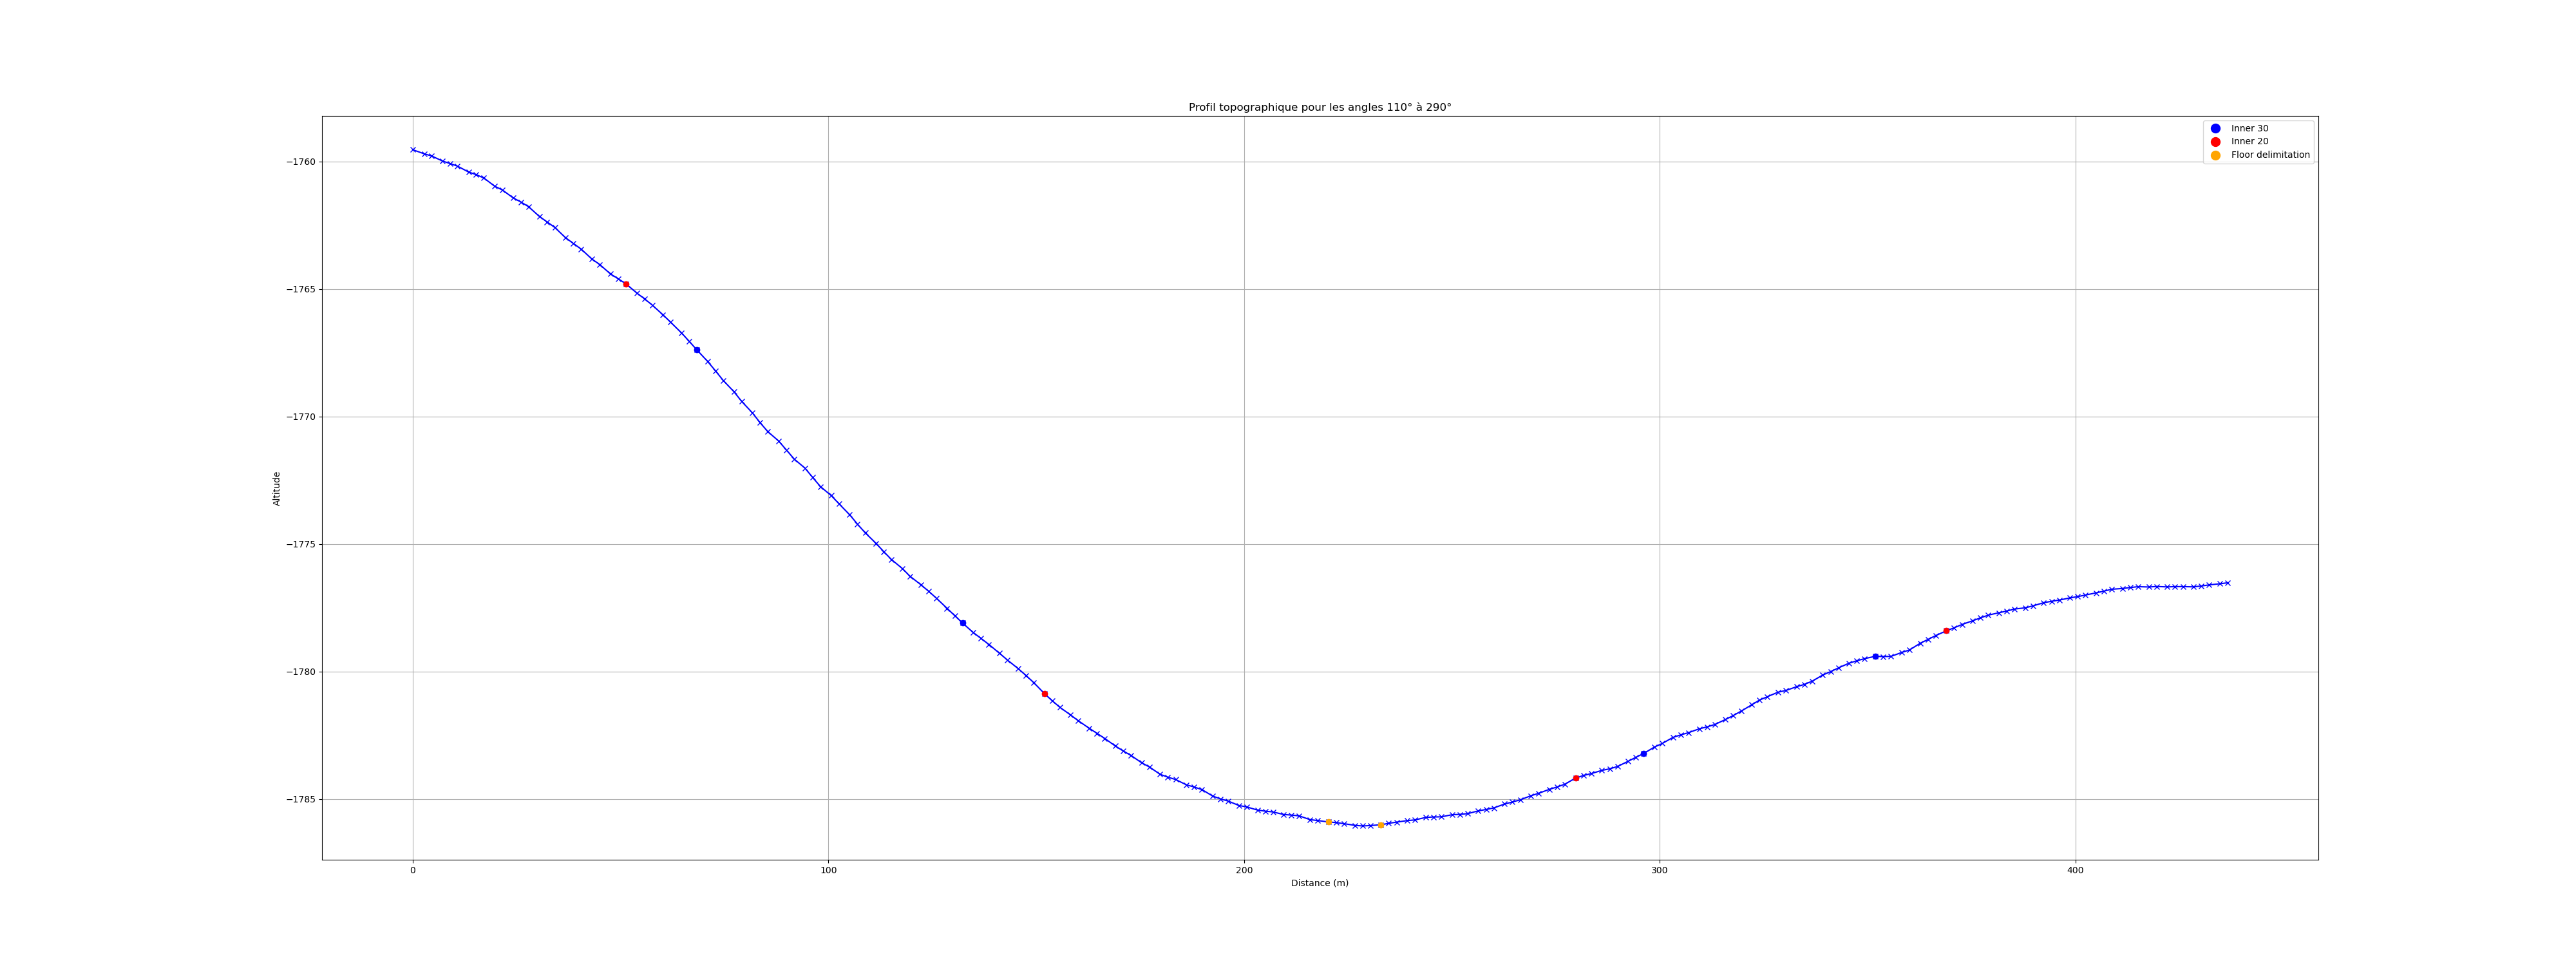 Profil topographique pour les angles 110° à 290°
Inner 30
Inner 20
Floor delimitation
−1760
−1765
−1770
−1775
−1780
−1785
Altitude
0
100
200
300
400
Distance (m)